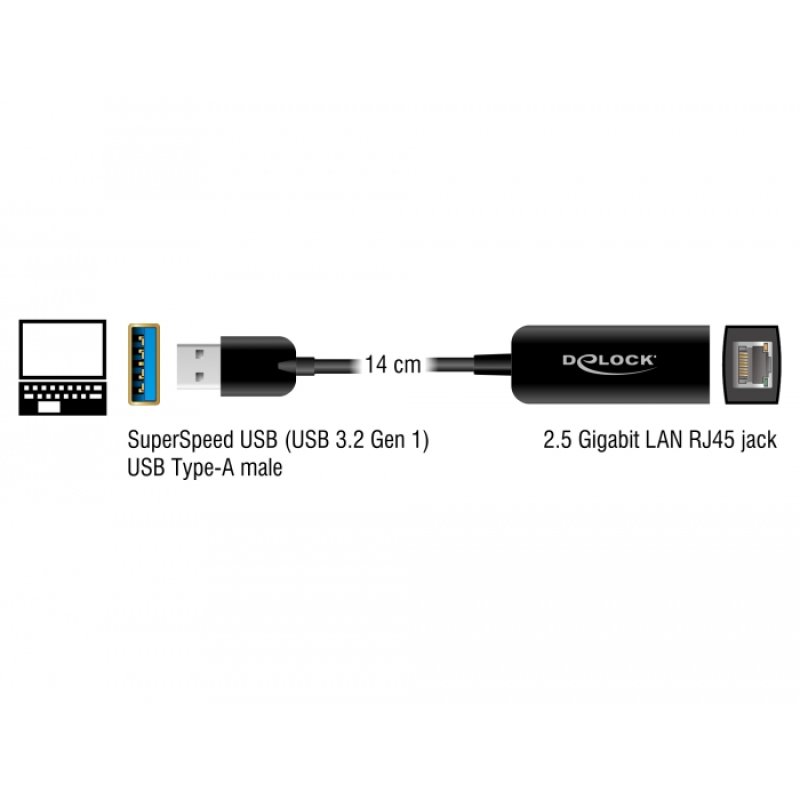 14 cm
DELOCK
SuperSpeed USB (USB 3.2 Gen 1)
USB Type-A male
2.5 Gigabit LAN RJ45 jack